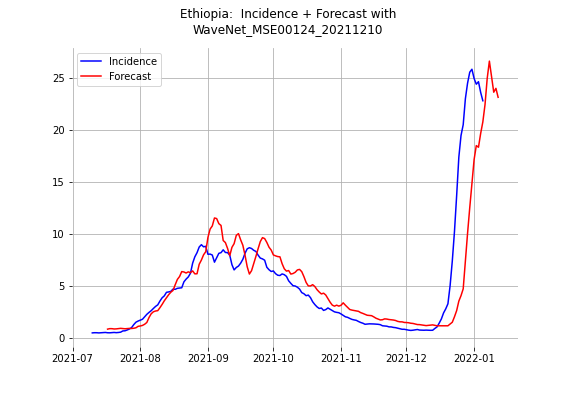 Ethiopia:  Incidence + Forecast with
WaveNet_MSE00124_20211210
Incidence
Forecast
25
20
15
10
5
0
2021-07 2021-08 2021-09 2021-10 2021-11 2021-12 2022-01